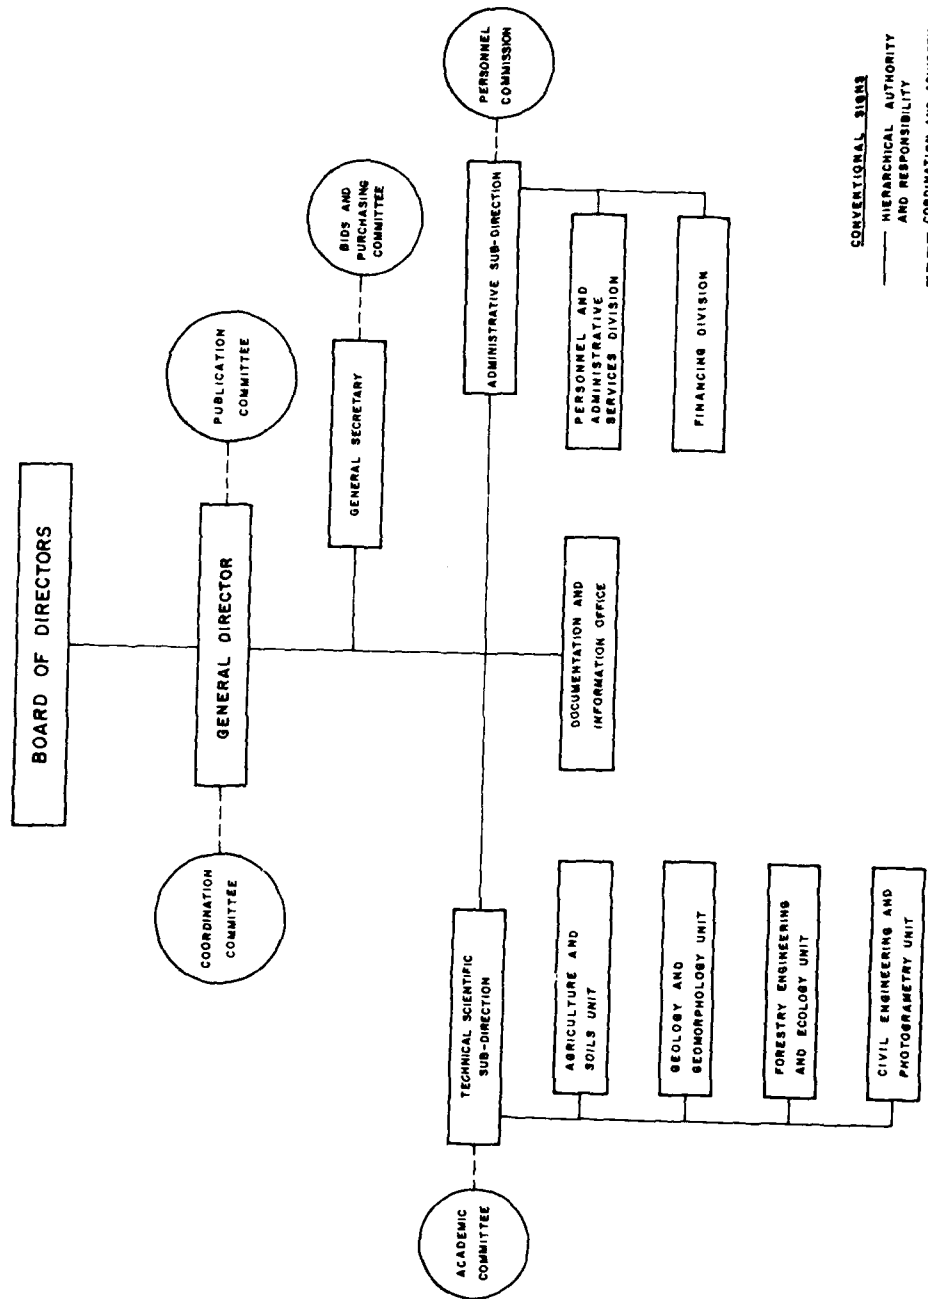 BOARD OF DIRECTORS
GENERAL DIRECTOR
COORDINATION
COMMITTEE
PUBLICATION
COMMITTEE
GENERAL SECRETARY
BIDS AND
PURCHASING
COMMITTEE
ACADEMIC
COMMITTEE
TECHNICAL SCIENTIFIC
SUB-DIRECTION
ADMINISTRATIVE SUB-DIRECTION
PERSONNEL
COMMISSION
AGRICULTURE AND
SOILS UNIT
GEOLOGY AND
GEOMORPHOLOGY UNIT
FORESTRY ENGINEERING
AND ECOLOGY UNIT
CIVIL ENGINEERING AND
PHOTOGRAMETRY UNIT
DOCUMENTATION AND
INFORMATION OFFICE
PERSONNEL AND
ADMINISTRATIVE
SERVICES DIVISION
FINANCING DIVISION
CONVENTIONAL SIGNS
HIERARCHICAL AUTHORITY
AND RESPONSIBILITY